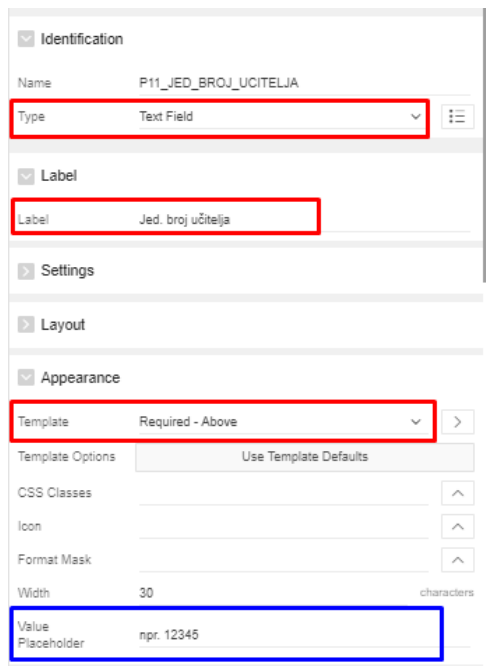 Identification
Name P11_JED_BROJ_UCITELJA
Type Text Field
Label
Label Jed. broj učitelja
Settings
Layout
Appearance
Template Required - Above
Template Options Use Template Defaults
CSS Classes
Icon
Format Mask
Width 30 characters
Value
Placeholder npr. 12345